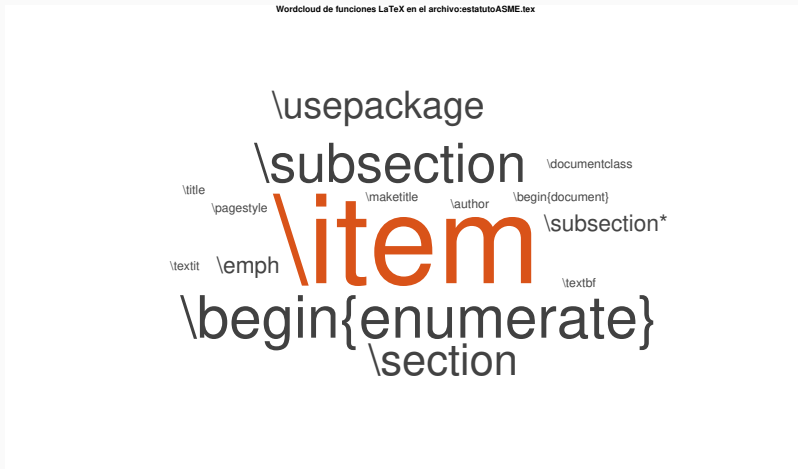 Wordcloud de funciones LaTeX en el archivo:estatutoASME.tex
\usepackage
\subsection
\documentclass
\title
\maketitle
\begin{document}
\pagestyle
\author
\subsection*
\item
\textit
\emph
\textbf
\begin{enumerate}
\section